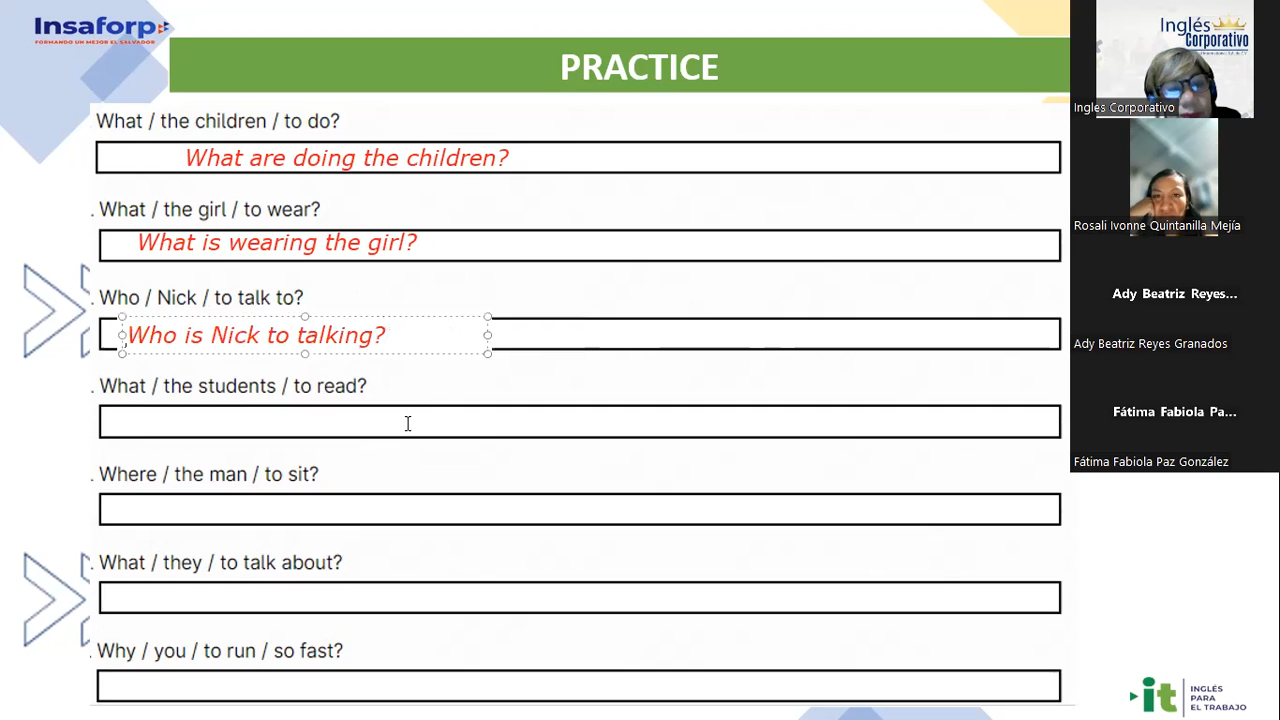 Insaforp
FORMANDO UN MEJOR EL SALVADOR
PRACTICE
What / the children / to do?
What are doing the children?
. What / the girl / to wear?
What is wearing the girl?
. Who / Nick / to talk to?
Who is Nick to talking?
. What / the students / to read?
. Where / the man / to sit?
. What / they / to talk about?
. Why / you / to run / so fast?
Inglés
Corporativo
Ingles Corporativo
Rosali Ivonne Quintanilla Mejía
Ady Beatriz Reyes...
Ady Beatriz Reyes Granados
Fátima Fabiola Pa...
Fátima Fabiola Paz González
it
INGLÉS
PARA
EL TRABAJO